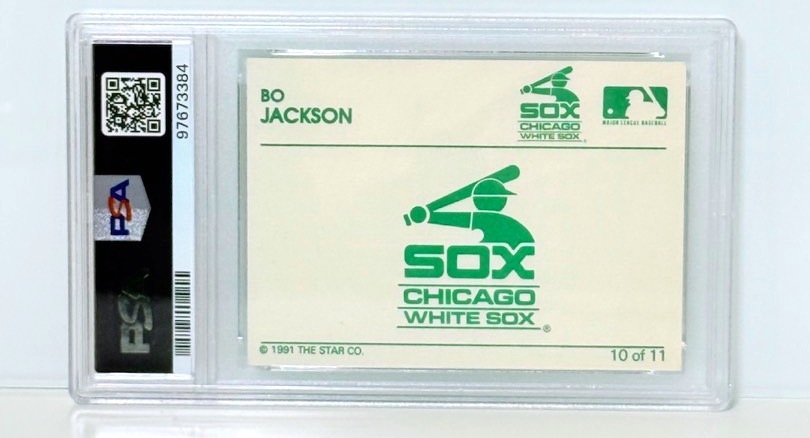 97673384
PSA
PSA
BO
JACKSON
SOX
CHICAGO
WHITE SOX
MAJOR LEAGUE BASEBALL
SOX
CHICAGO
WHITE SOX®
© 1991 THE STAR CO.
10 of 11